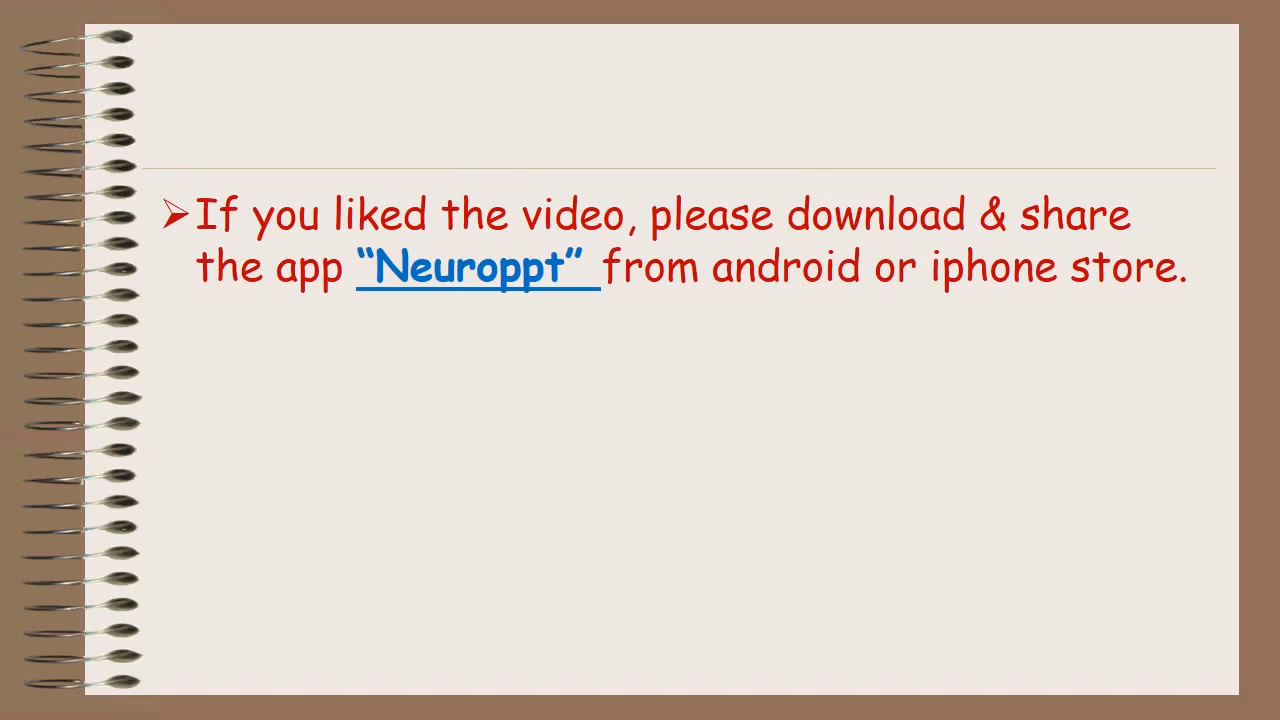 ➢If you liked the video, please download & share
the app “Neuroppt” from android or iphone store.